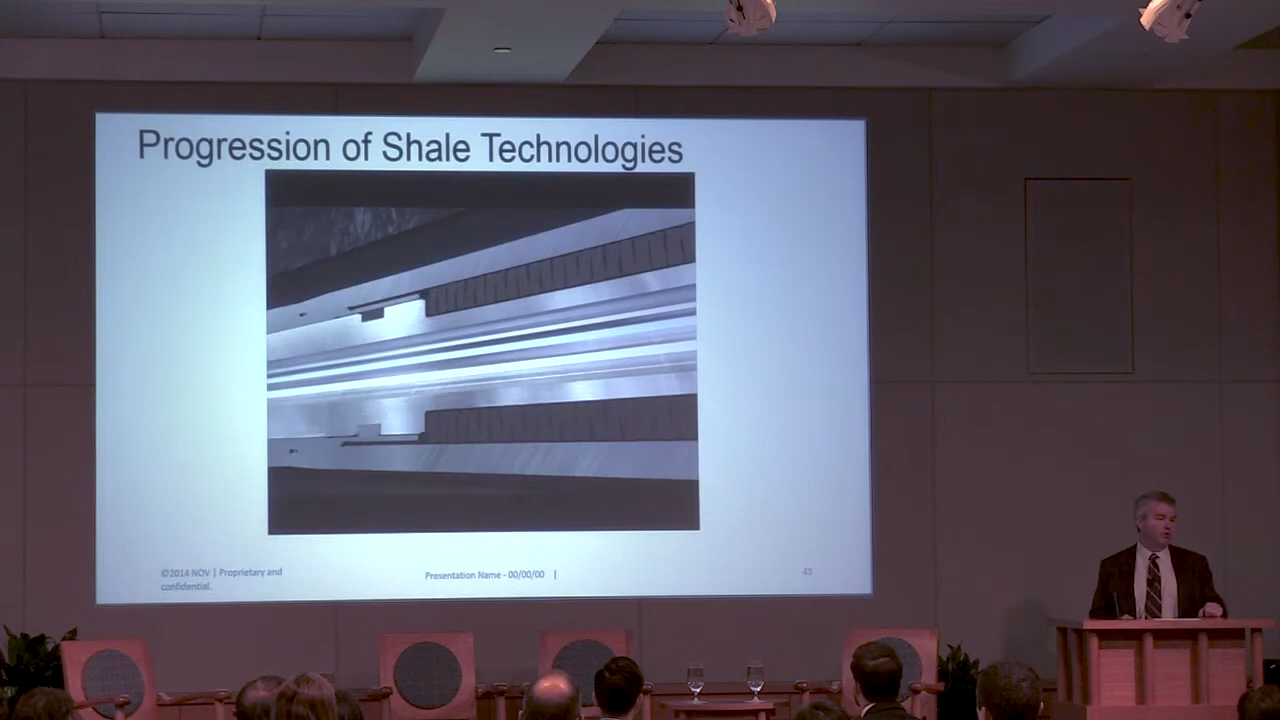 Progression of Shale Technologies
©2014 NOV | Proprietary and
confidential.
Presentation Name - 00/00/00 |
43